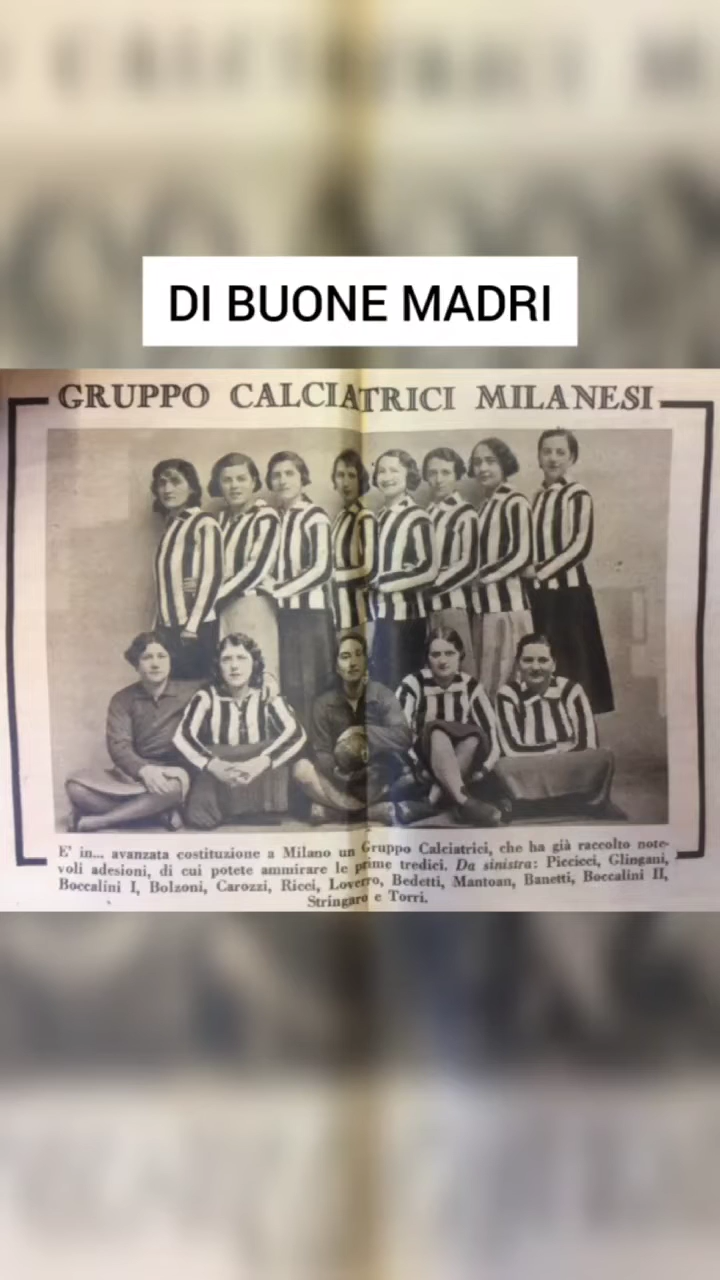 DI BUONE MADRI
GRUPPO CALCIATRICI MILANESI
E' in... avanzata costituzione a Milano un Gruppo Calciatrici, che ha già raccolto note-
voli adesioni, di cui potete ammirare le prime tredici. Da sinistra: Piccicci, Glingani,
Boccalini I, Bolzoni, Carozzi, Ricci, Loverro, Bedetti, Mantoan, Banetti, Boccalini II,
Stringaro e Torri.